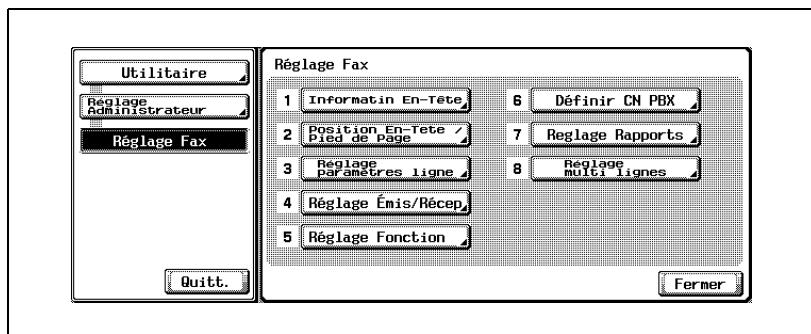 Utilitaire
Réglage
Administrateur
Réglage Fax
Quitt.
Réglage Fax
1 Informatin En-Tête
2 Position En-Tete /
Pied de Page
3 Réglage
paramètres ligne
4 Réglage Émis/Récep
5 Réglage Fonction
6 Définir CN PBX
7 Reglage Rapports
8 Réglage
multi lignes
Fermer